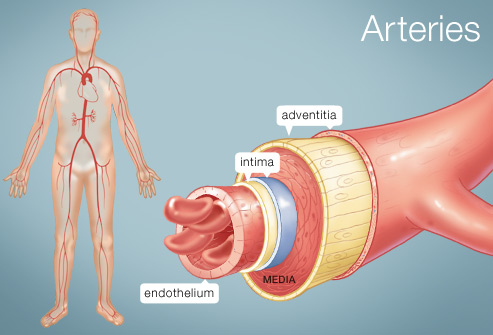 Arteries
adventitia
intima
MEDIA
endothelium